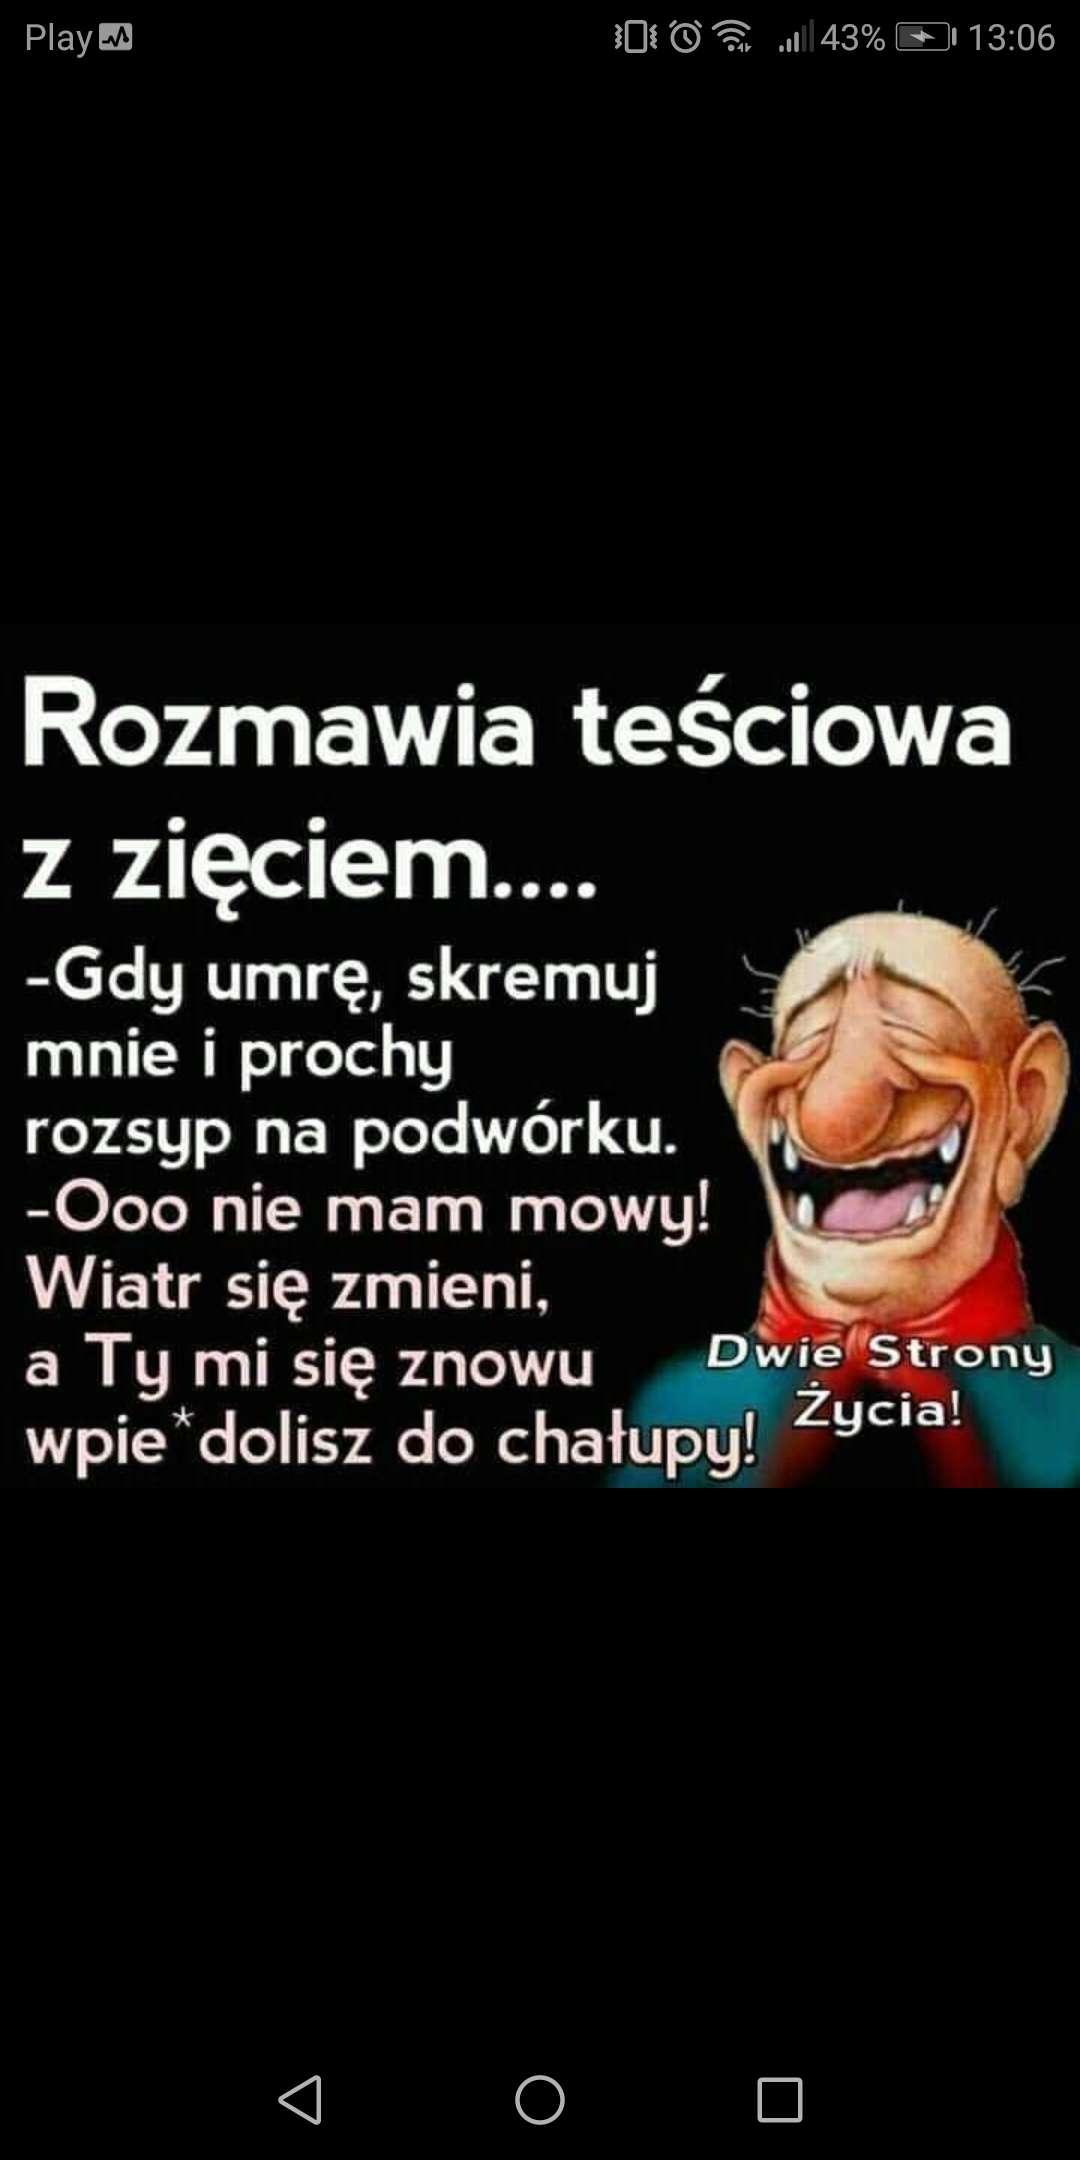 Play
43% 13:06
Rozmawia teściowa
z zięciem....
-Gdy umrę, skremuj
mnie i prochy
rozsyp na podwórku.
-Ooo nie mam mowy!
Wiatr się zmieni,
a Ty mi się znowu
wpie*dolisz do chałupy!
Dwie Strony
Życia!